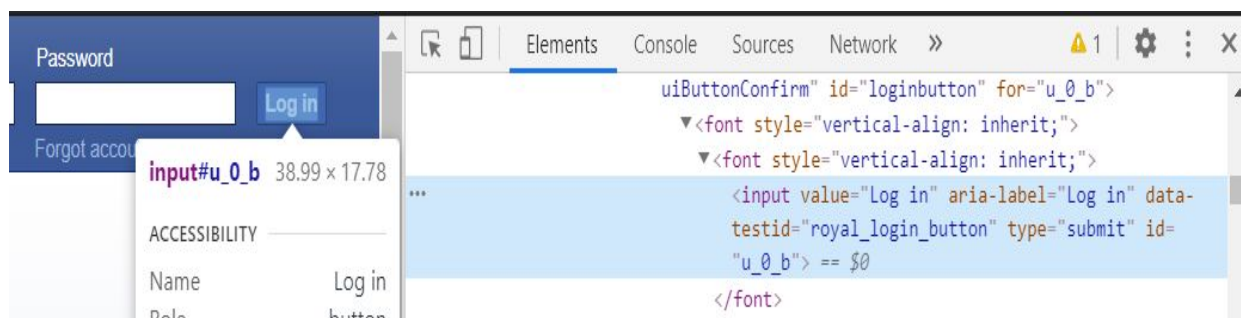 Password
Log in
Forgot accou
input#u_0_b 38.99 × 17.78
ACCESSIBILITY
Name Log in
Role button
Elements Console Sources Network » 1
uiButtonConfirm" id="loginbutton" for="u_0_b">
▼<font style="vertical-align: inherit;">
▼<font style="vertical-align: inherit;">
<input value="Log in" aria-label="Log in" data-
testid="royal_login_button" type="submit" id=
"u_0_b"> == $0
</font>